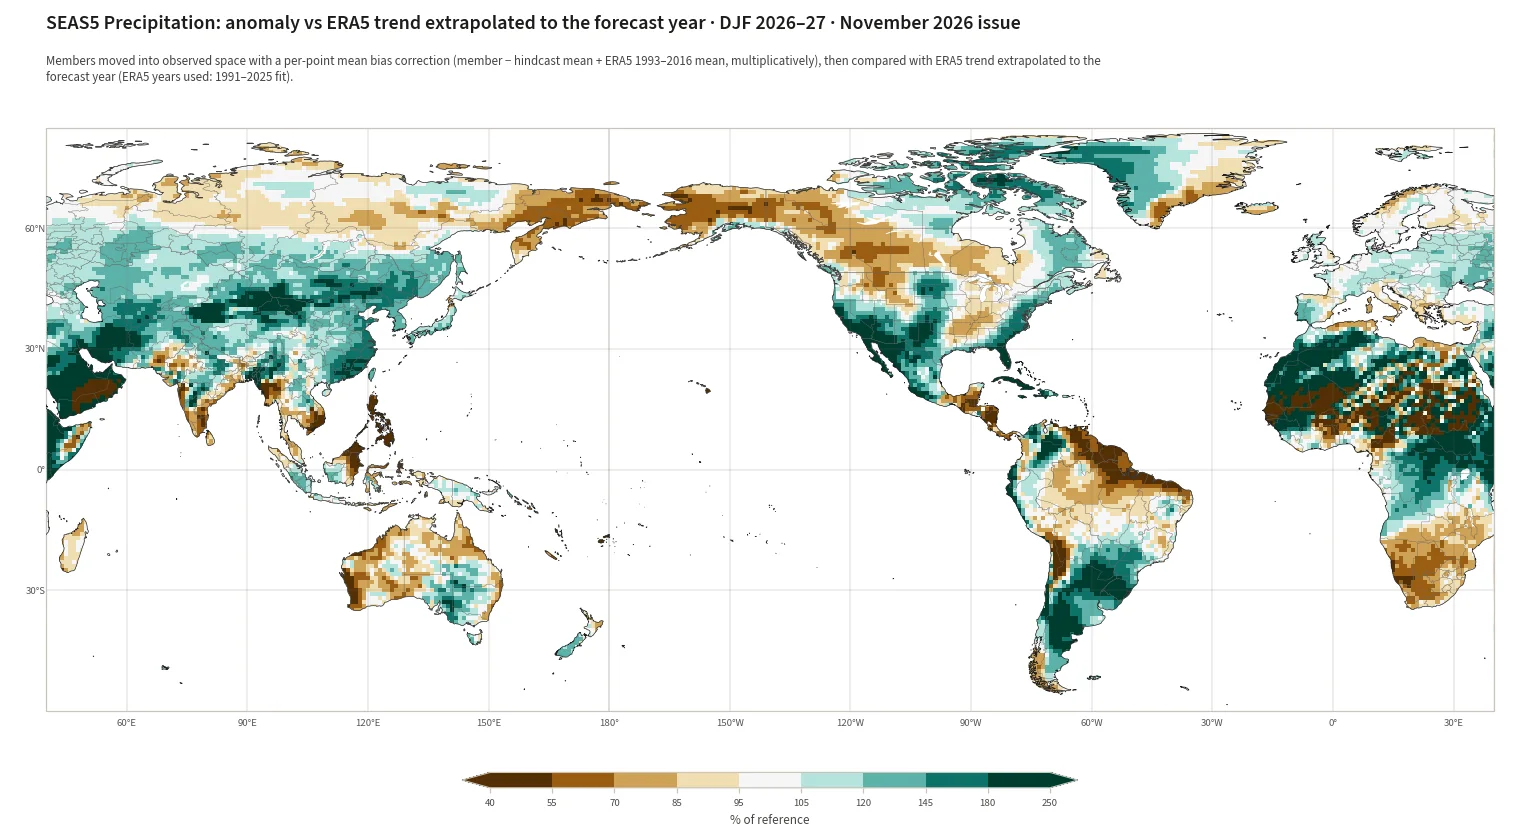 SEAS5 Precipitation: anomaly vs ERA5 trend extrapolated to the forecast year · DJF 2026–27 · November 2026 issue
Members moved into observed space with a per-point mean bias correction (member − hindcast mean + ERA5 1993–2016 mean, multiplicatively), then compared with ERA5 trend extrapolated to the
forecast year (ERA5 years used: 1991–2025 fit).
60°N
30°N
0°
30°S
60°E 90°E 120°E 150°E 180° 150°W 120°W 90°W 60°W 30°W 0° 30°E
40 55 70 85 95 105 120 145 180 250
% of reference